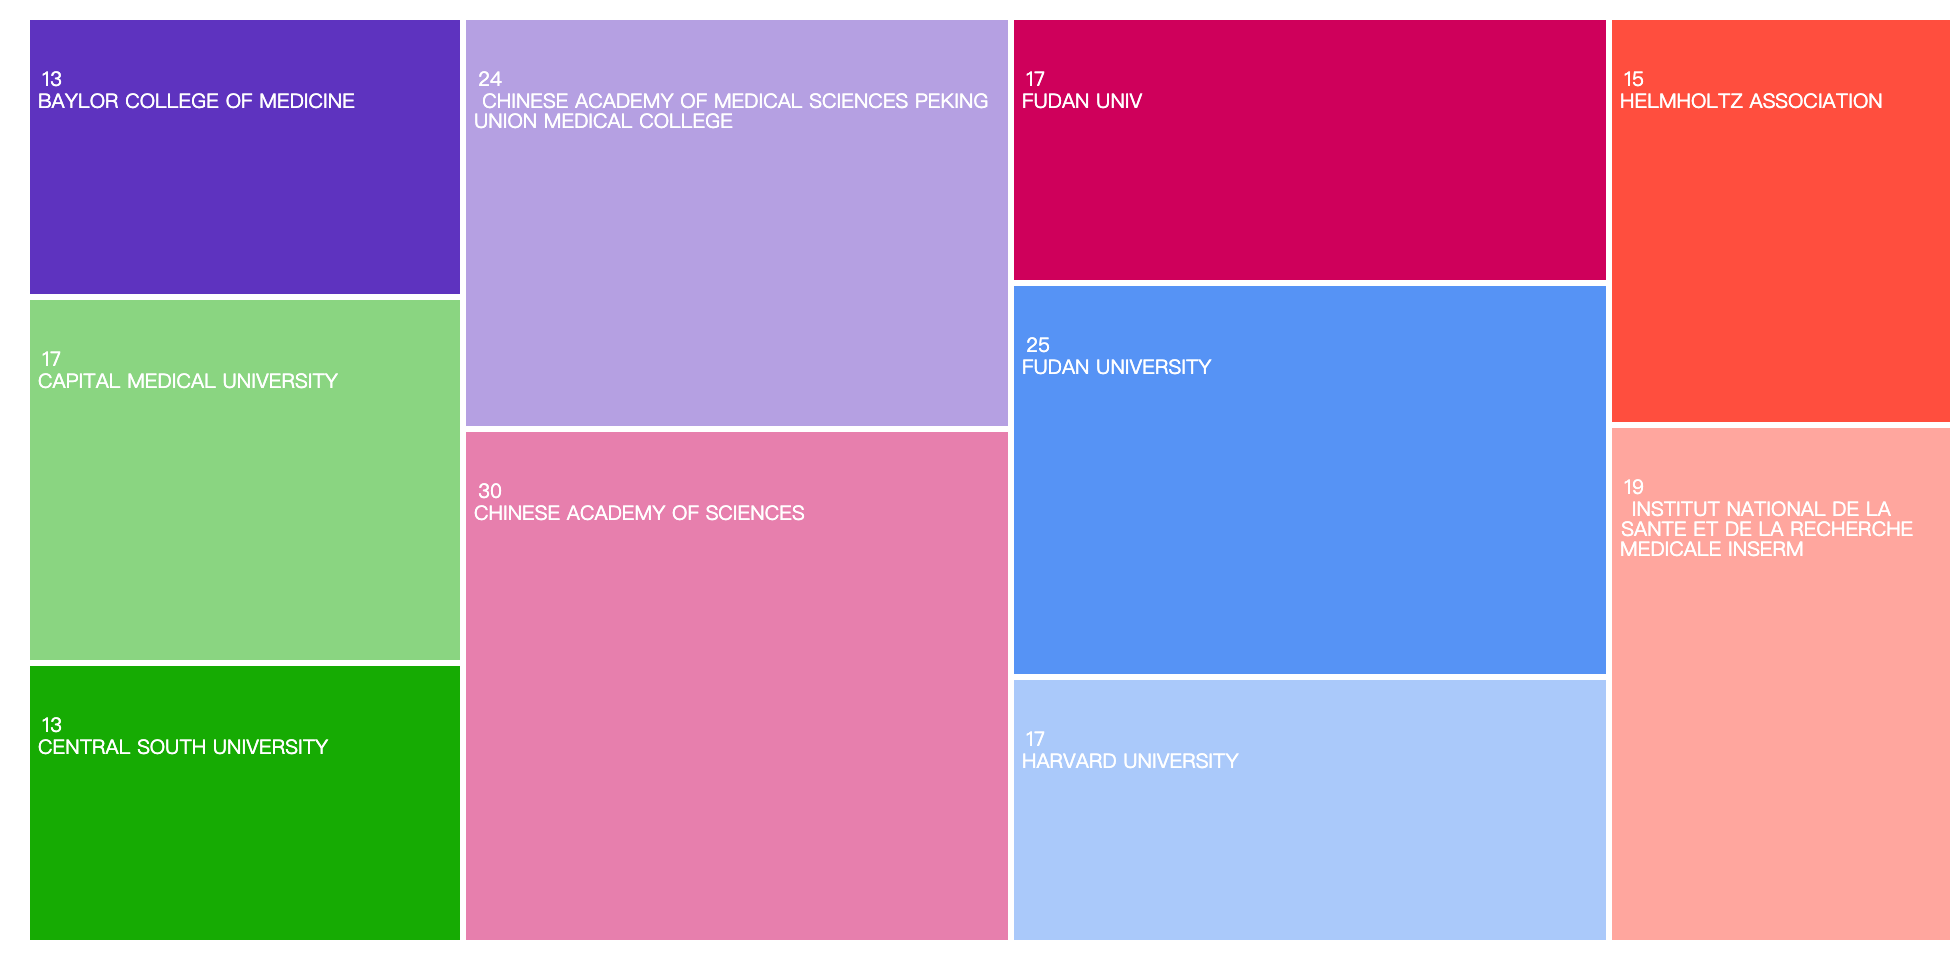 13
BAYLOR COLLEGE OF MEDICINE
17
CAPITAL MEDICAL UNIVERSITY
13
CENTRAL SOUTH UNIVERSITY
24
CHINESE ACADEMY OF MEDICAL SCIENCES PEKING
UNION MEDICAL COLLEGE
30
CHINESE ACADEMY OF SCIENCES
17
FUDAN UNIV
25
FUDAN UNIVERSITY
17
HARVARD UNIVERSITY
15
HELMHOLTZ ASSOCIATION
19
INSTITUT NATIONAL DE LA
SANTE ET DE LA RECHERCHE
MEDICALE INSERM